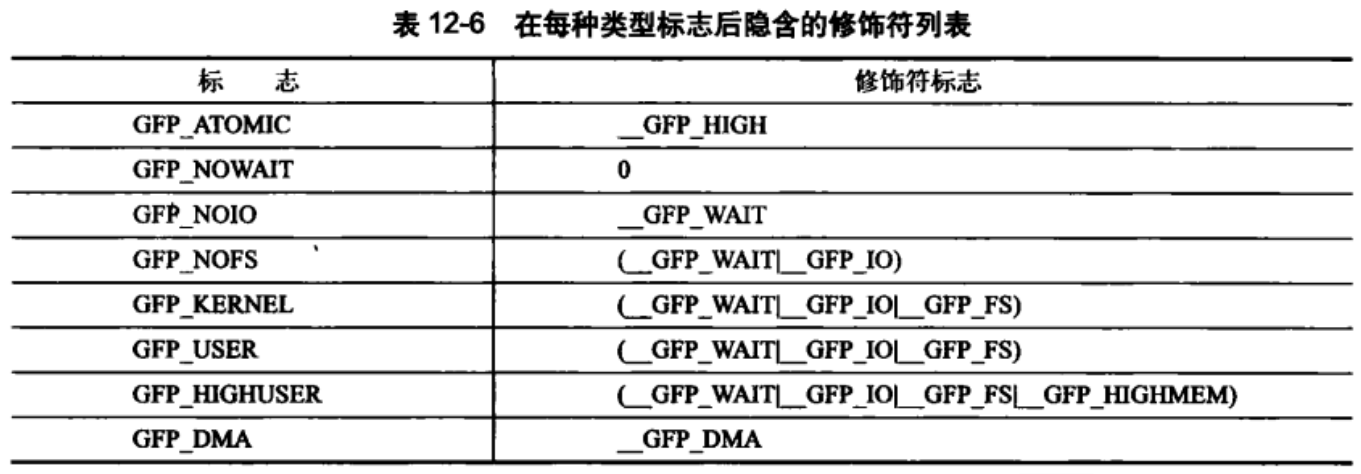 表 12-6 在每种类型标志后隐含的修饰符列表
标 志 修饰符标志
GFP_ATOMIC __GFP_HIGH
GFP_NOWAIT 0
GFP_NOIO __GFP_WAIT
GFP_NOFS (__GFP_WAIT|__GFP_IO)
GFP_KERNEL (__GFP_WAIT|__GFP_IO|__GFP_FS)
GFP_USER (__GFP_WAIT|__GFP_IO|__GFP_FS)
GFP_HIGHUSER (__GFP_WAIT|__GFP_IO|__GFP_FS|__GFP_HIGHMEM)
GFP_DMA __GFP_DMA